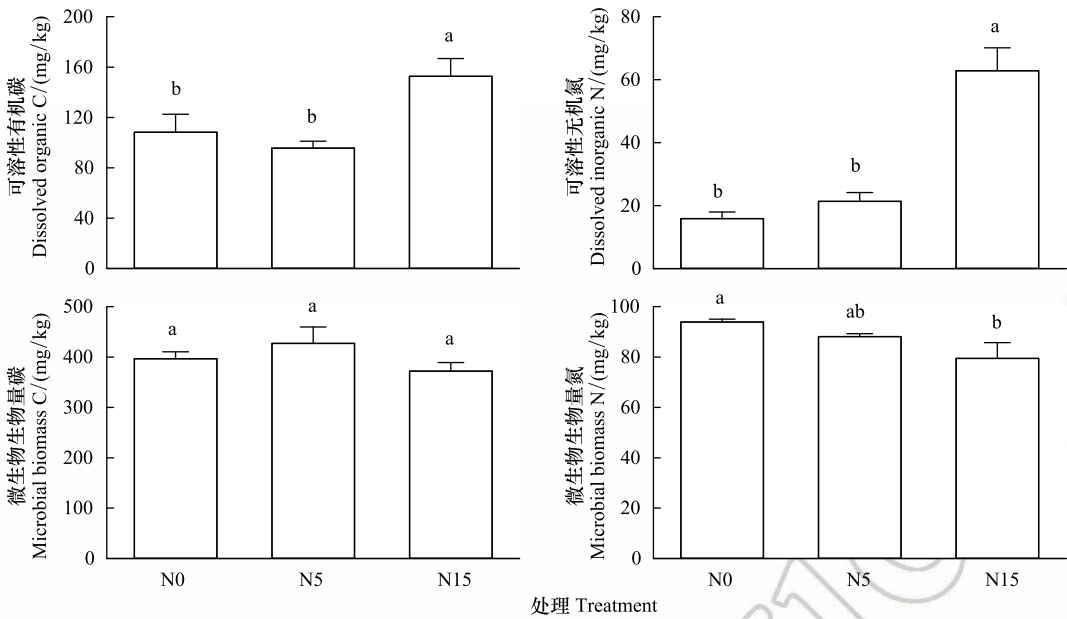 可溶性有机碳
Dissolved organic C/(mg/kg)
200
160
120
80
40
0
b
b
a
可溶性无机氮
Dissolved inorganic N/(mg/kg)
80
60
40
20
0
b
b
a
微生物生物量碳
Microbial biomass C/(mg/kg)
500
400
300
200
100
0
a
a
a
N0
N5
N15
微生物生物量氮
Microbial biomass N/(mg/kg)
100
80
60
40
20
0
a
ab
b
N0
N5
N15
处理 Treatment